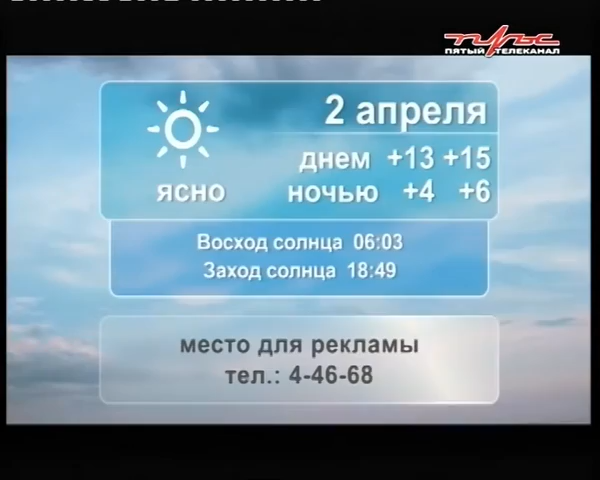 ПУЛЬС
ПЯТЫЙ ТЕЛЕКАНАЛ
2 апреля
днем +13 +15
ясно
ночью +4 +6
Восход солнца 06:03
Заход солнца 18:49
место для рекламы
тел.: 4-46-68